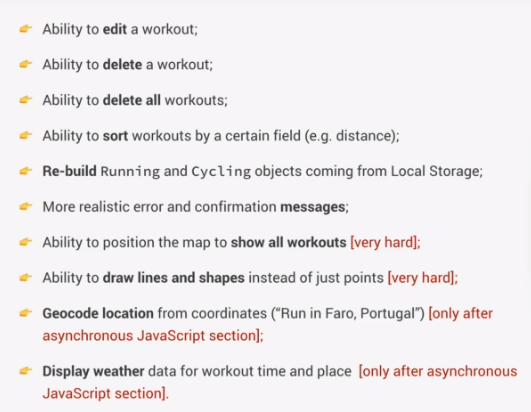 Ability to edit a workout;
Ability to delete a workout;
Ability to delete all workouts;
Ability to sort workouts by a certain field (e.g. distance);
Re-build Running and Cycling objects coming from Local Storage;
More realistic error and confirmation messages;
Ability to position the map to show all workouts [very hard];
Ability to draw lines and shapes instead of just points [very hard];
Geocode location from coordinates (“Run in Faro, Portugal”) [only after
asynchronous JavaScript section];
Display weather data for workout time and place [only after asynchronous
JavaScript section].